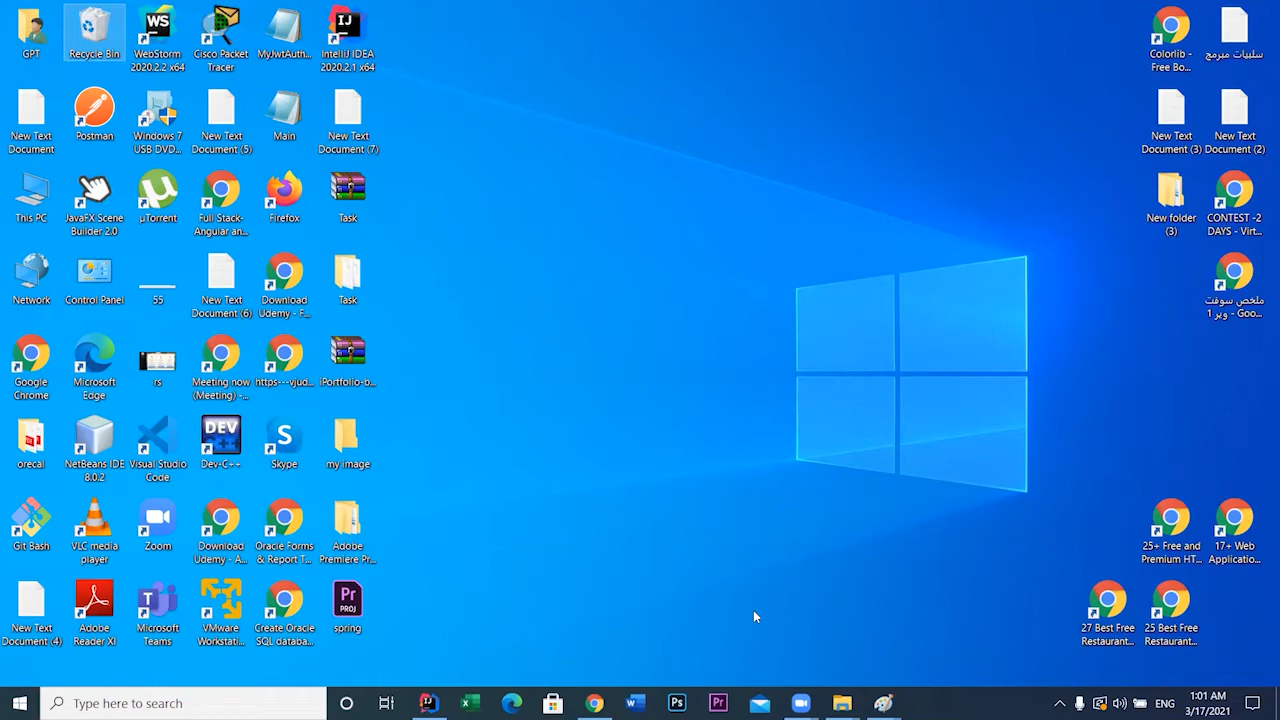 GPT
Recycle Bin
WS
WebStorm
2020.2.2 x64
Cisco Packet
Tracer
MyJwtAuth...
IJ
IntelliJ IDEA
2020.2.1 x64
Colorlib -
Free Bo...
سلبيات مبرمج
New Text
Document
Postman
Windows 7
USB DVD...
New Text
Document (5)
Main
New Text
Document (7)
New Text
Document (3)
New Text
Document (2)
This PC
JavaFX Scene
Builder 2.0
µTorrent
Full Stack-
Angular an...
Firefox
Task
New folder
(3)
CONTEST -2
DAYS - Virt...
Network
Control Panel
55
New Text
Document (6)
Download
Udemy - F...
Task
ملخص سوفت
وير 1 - Goo...
Google
Chrome
Microsoft
Edge
rs
Meeting now
(Meeting) -...
https---vjud...
iPortfolio-b...
orecal
NetBeans IDE
8.0.2
Visual Studio
Code
DEV
C++
Dev-C++
S
Skype
my image
Git Bash
VLC media
player
Zoom
Download
Udemy - A...
Oracle Forms
& Report T...
Adobe
Premiere Pr...
25+ Free and
Premium HT...
17+ Web
Applicatio...
New Text
Document (4)
Adobe
Reader XI
Microsoft
Teams
VMware
Workstati...
Create Oracle
SQL databa...
Pr
PROJ
spring
27 Best Free
Restaurant...
25 Best Free
Restaurant...
Type here to search
Ps
Pr
ENG
1:01 AM
3/17/2021